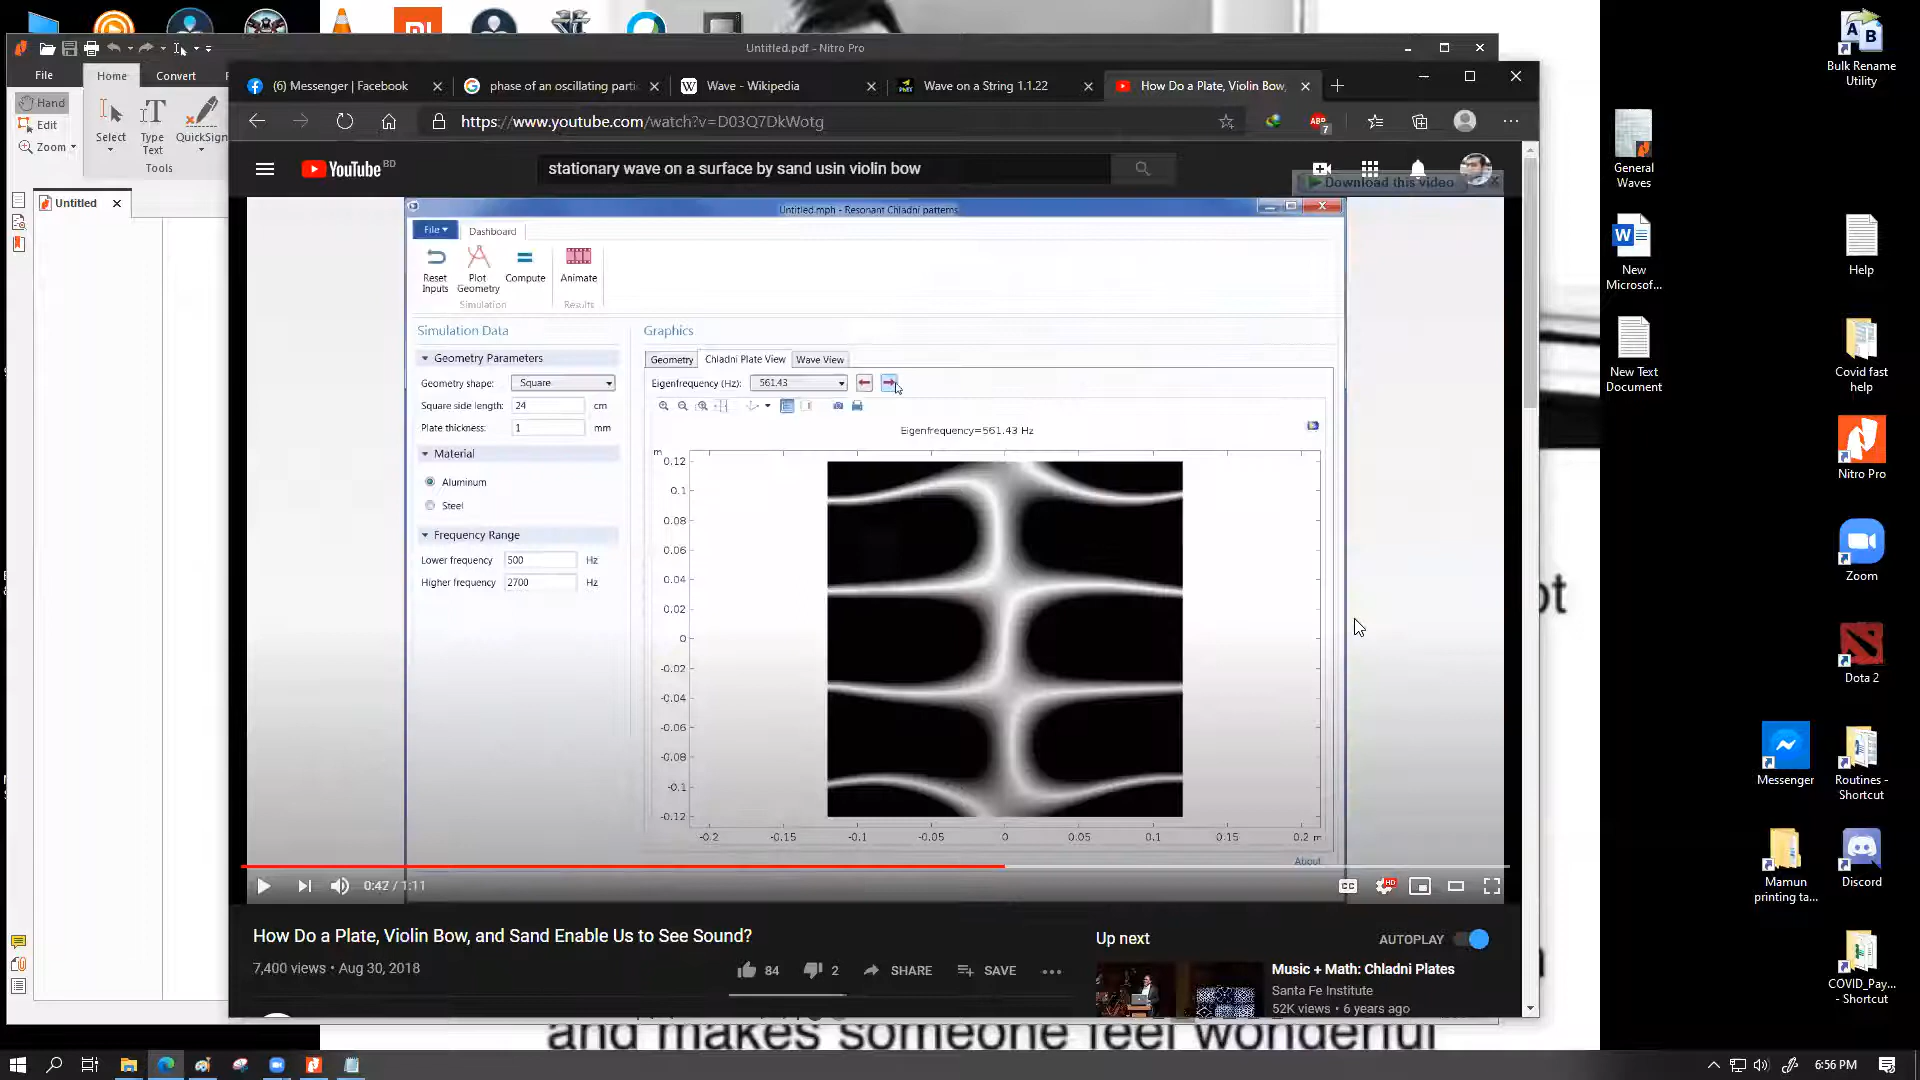 Untitled.pdf - Nitro Pro
File
Home
Convert
Hand
Edit
Zoom
Select
Type
Text
QuickSign
Tools
Untitled
(6) Messenger | Facebook
phase of an oscillating partic
Wave - Wikipedia
Wave on a String 1.1.22
How Do a Plate, Violin Bow,
https://www.youtube.com/watch?v=D03Q7DkWotg
ABP
7
YouTube BD
stationary wave on a surface by sand usin violin bow
Download this video
Untitled.mph - Resonant Chladni patterns
File
Dashboard
Reset
Inputs
Plot
Geometry
Compute
Animate
Simulation
Results
Simulation Data
Geometry Parameters
Geometry shape: Square
Square side length: 24 cm
Plate thickness: 1 mm
Material
Aluminum
Steel
Frequency Range
Lower frequency 500 Hz
Higher frequency 2700 Hz
Graphics
Geometry
Chladni Plate View
Wave View
Eigenfrequency (Hz): 561.43
Eigenfrequency=561.43 Hz
m
0.12
0.1
0.08
0.06
0.04
0.02
0
-0.02
-0.04
-0.06
-0.08
-0.1
-0.12
-0.2 -0.15 -0.1 -0.05 0 0.05 0.1 0.15 0.2 m
About
0:42 / 1:11
CC
HD
How Do a Plate, Violin Bow, and Sand Enable Us to See Sound?
7,400 views • Aug 30, 2018
84
2
SHARE
SAVE
Up next
AUTOPLAY
Music + Math: Chladni Plates
Santa Fe Institute
52K views • 6 years ago
and makes someone feel wonderful
Bulk Rename
Utility
General
Waves
New
Microsof...
Help
New Text
Document
Covid fast
help
Nitro Pro
Zoom
Dota 2
Messenger
Routines -
Shortcut
Mamun
printing ta...
Discord
COVID_Pay...
- Shortcut
6:56 PM